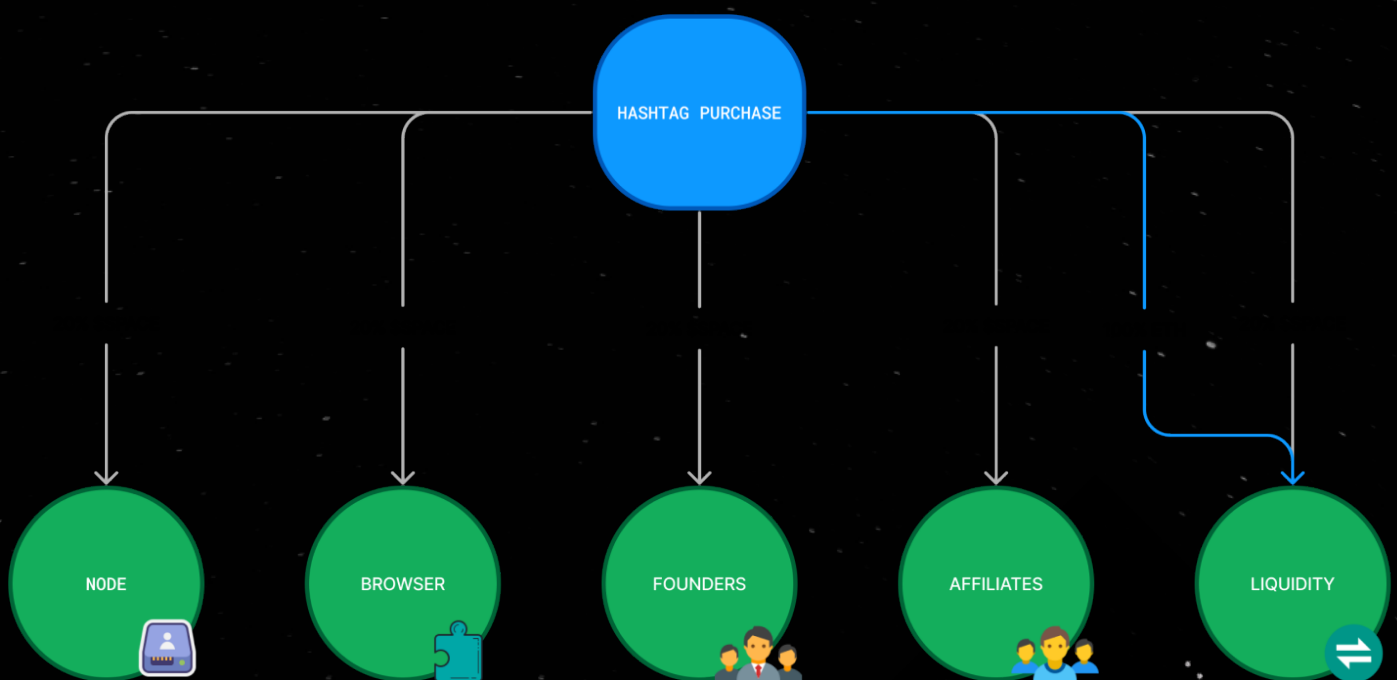 HASHTAG PURCHASE
NODE
BROWSER
FOUNDERS
AFFILIATES
LIQUIDITY